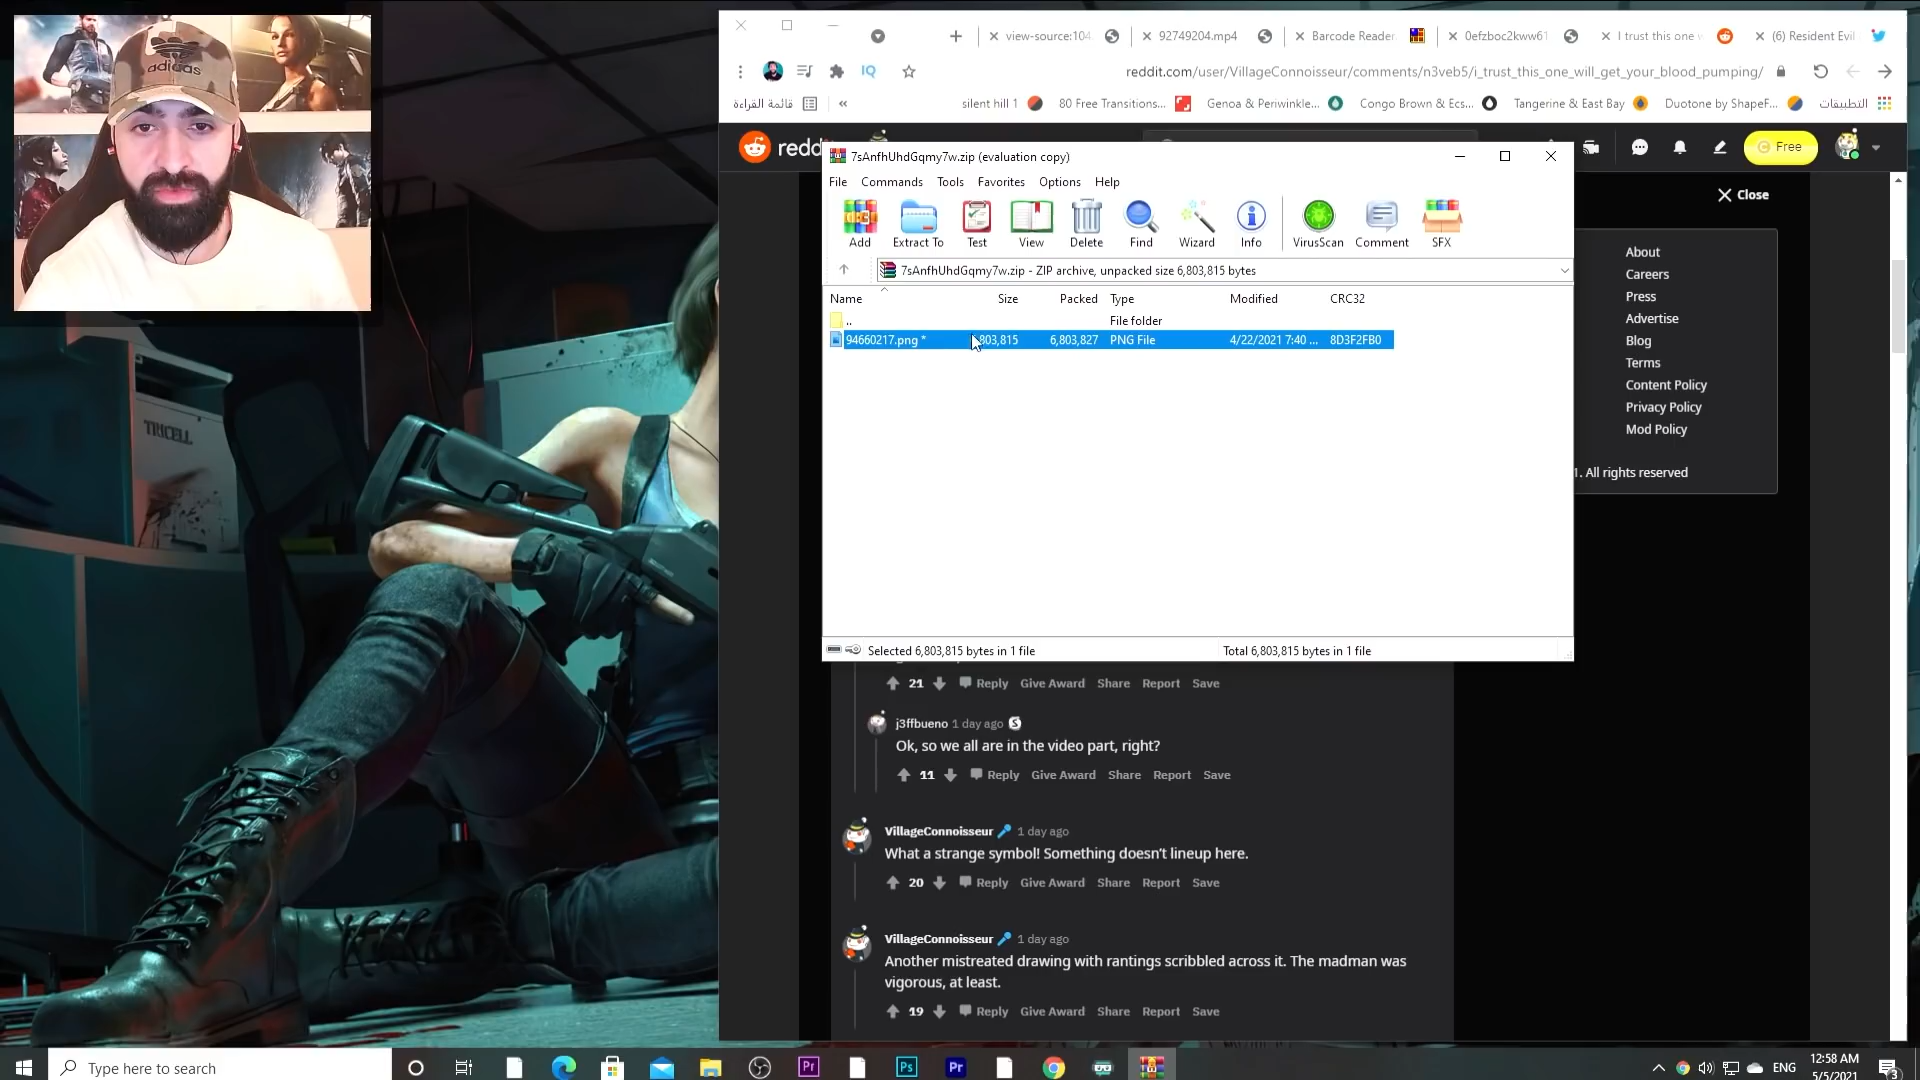 adidas
TRICELL
view-source:104.
92749204.mp4
Barcode Reader.
0efzboc2kww61
I trust this one w
(6) Resident Evil
IQ
reddit.com/user/VillageConnoisseur/comments/n3veb5/i_trust_this_one_will_get_your_blood_pumping/
قائمة القراءة
«
silent hill 1
80 Free Transitions...
Genoa & Periwinkle...
Congo Brown & Ecs...
Tangerine & East Bay
Duotone by ShapeF...
التطبيقات
reddi
Free
7sAnfhUhdGqmy7w.zip (evaluation copy)
File Commands Tools Favorites Options Help
Add Extract To Test View Delete Find Wizard Info VirusScan Comment SFX
7sAnfhUhdGqmy7w.zip - ZIP archive, unpacked size 6,803,815 bytes
Name Size Packed Type Modified CRC32
.. File folder
94660217.png * 803,815 6,803,827 PNG File 4/22/2021 7:40 ... 8D3F2FB0
Selected 6,803,815 bytes in 1 file
Total 6,803,815 bytes in 1 file
Close
About
Careers
Press
Advertise
Blog
Terms
Content Policy
Privacy Policy
Mod Policy
1. All rights reserved
21 Reply Give Award Share Report Save
j3ffbueno 1 day ago
Ok, so we all are in the video part, right?
11 Reply Give Award Share Report Save
VillageConnoisseur 1 day ago
What a strange symbol! Something doesn't lineup here.
20 Reply Give Award Share Report Save
VillageConnoisseur 1 day ago
Another mistreated drawing with rantings scribbled across it. The madman was
vigorous, at least.
19 Reply Give Award Share Report Save
Type here to search
Pr
Ps
Pr
ENG
12:58 AM
5/5/2021
3